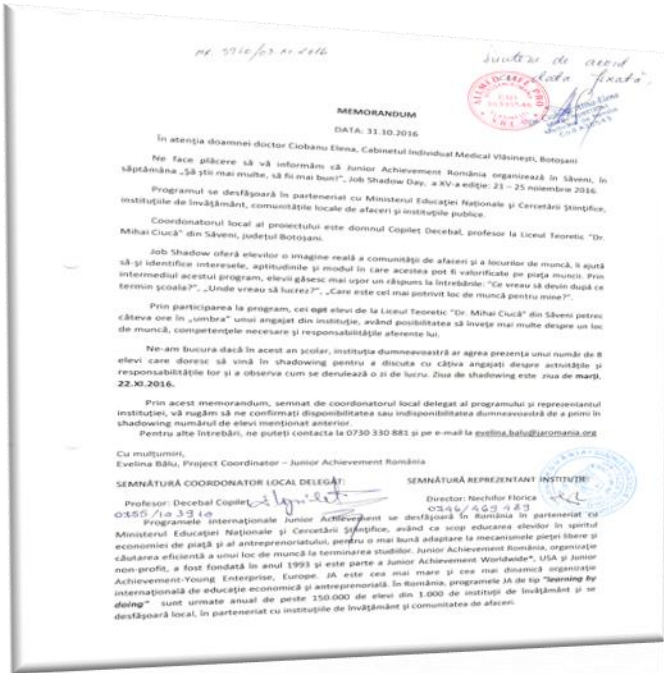 Nr. 5960/03.XI.2016
Suntem de acord
data fixată.
MEMORANDUM
DATA: 31.10.2016
În atenția doamnei doctor Ciobanu Elena, Cabinetul Individual Medical Vlăsinești, Botoșani
Ne face plăcere să vă informăm că Junior Achievement România organizează în Săveni, în
săptămâna „Să știi mai multe, să fii mai bun!”, Job Shadow Day, a XV-a ediție: 21 – 25 noiembrie 2016.
Programul se desfășoară în parteneriat cu Ministerul Educației Naționale și Cercetării Științifice,
instituțiile de învățământ, comunitățile locale de afaceri și instituțiile publice.
Coordonatorul local al proiectului este domnul Copileț Decebal, profesor la Liceul Teoretic “Dr.
Mihai Ciucă” din Săveni, județul Botoșani.
Job Shadow oferă elevilor o imagine reală a comunității de afaceri și a locurilor de muncă, îi ajută
să-și identifice interesele, aptitudinile și modul în care acestea pot fi valorificate pe piața muncii. Prin
intermediul acestui program, elevii găsesc mai ușor un răspuns la întrebările: “Ce vreau să devin după ce
termin școala?”, „Unde vreau să lucrez?”, „Care este cel mai potrivit loc de muncă pentru mine?”.
Prin participarea la program, cei opt elevi de la Liceul Teoretic “Dr. Mihai Ciucă” din Săveni petrec
câteva ore în „umbra” unui angajat din instituție, având posibilitatea să învețe mai multe despre un loc
de muncă, competențele necesare și responsabilitățile aferente lui.
Ne-am bucura dacă în acest an școlar, instituția dumneavoastră ar agrea prezența unui număr de 8
elevi care doresc să vină în shadowing pentru a discuta cu câțiva angajați despre activitățile și
responsabilitățile lor și a observa cum se derulează o zi de lucru. Ziua de shadowing este ziua de marți,
22.XI.2016.
Prin acest memorandum, semnat de coordonatorul local delegat al programului și reprezentantul
instituției, vă rugăm să ne confirmați disponibilitatea sau indisponibilitatea dumneavoastră de a primi în
shadowing numărul de elevi menționat anterior.
Pentru alte întrebări, ne puteți contacta la 0730 330 881 și pe e-mail la evelina.balu@jaromania.org
Cu mulțumiri,
Evelina Bâlu, Project Coordinator – Junior Achievement România
SEMNĂTURĂ COORDONATOR LOCAL DELEGAT: SEMNĂTURĂ REPREZENTANT INSTITUȚIE:
Profesor: Decebal Copileț Director: Nechifor Florica
0755/103910 0746/469489
Programele internaționale Junior Achievement se desfășoară în România în parteneriat cu
Ministerul Educației Naționale și Cercetării Științifice, având ca scop educarea elevilor în spiritul
economiei de piață și al antreprenoriatului, pentru o mai bună adaptare la mecanismele pieței libere și
căutarea eficientă a unui loc de muncă la terminarea studiilor. Junior Achievement România, organizație
non-profit, a fost fondată în anul 1993 și este parte a Junior Achievement Worldwide®, USA și Junior
Achievement-Young Enterprise, Europe. JA este cea mai mare și cea mai dinamică organizație
internațională de educație economică și antreprenorială. În România, programele JA de tip “learning by
doing” sunt urmate anual de peste 150.000 de elevi din 1.000 de instituții de învățământ și se
desfășoară local, în parteneriat cu instituțiile de învățământ și comunitatea de afaceri.